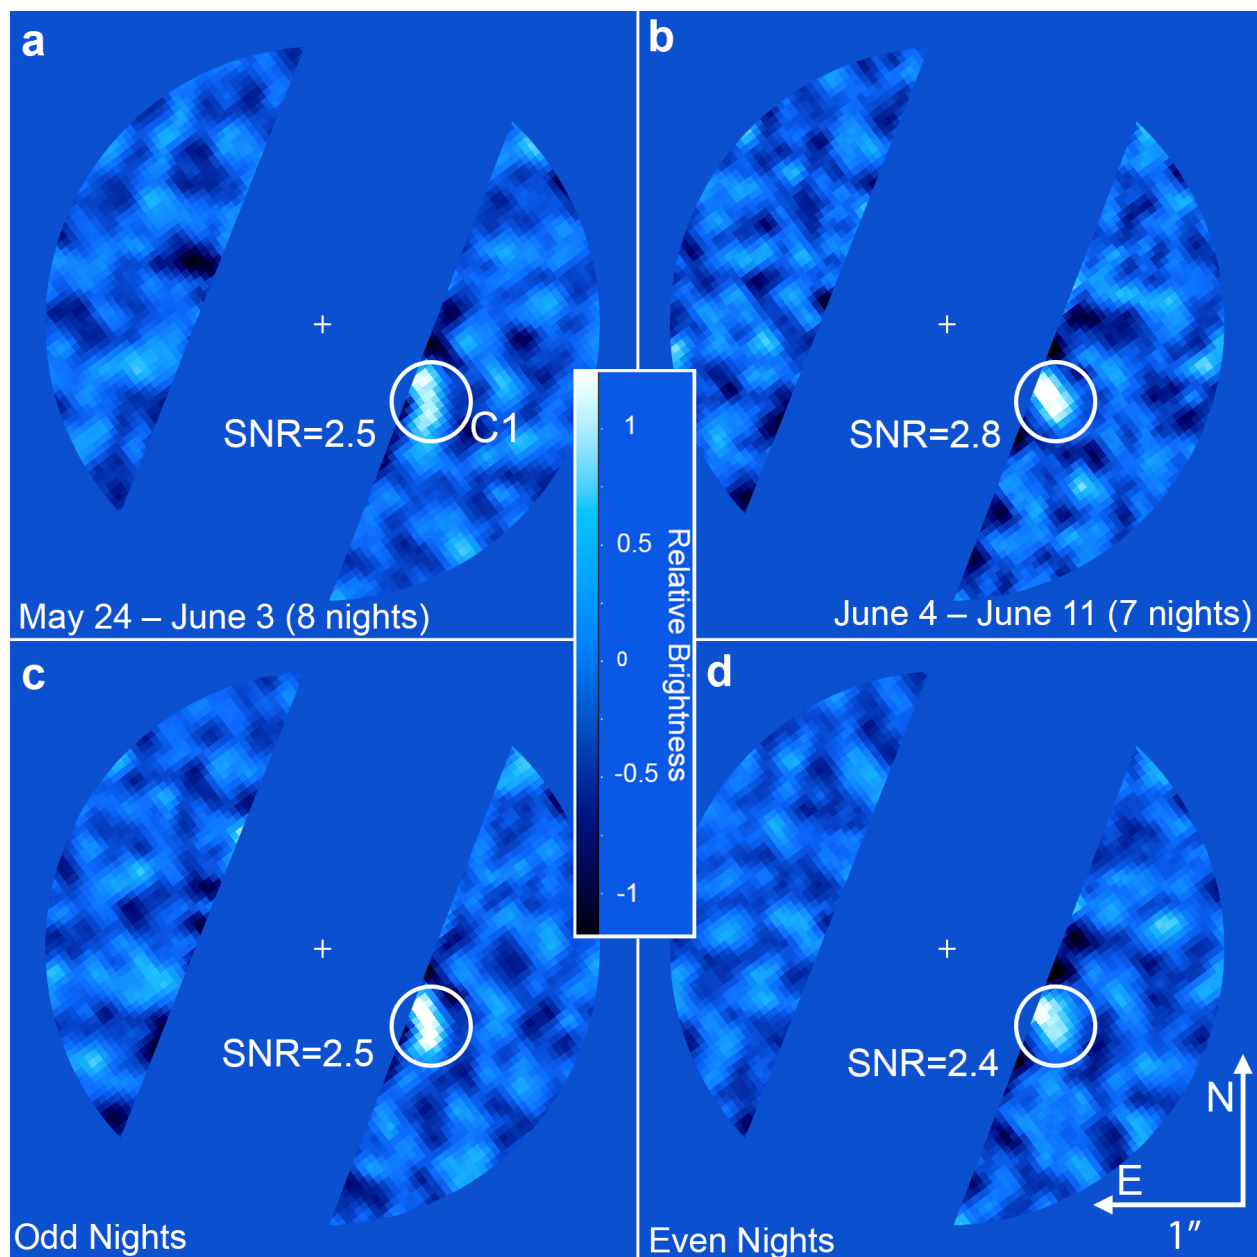 a
b
SNR=2.5
C1
SNR=2.8
May 24 – June 3 (8 nights)
June 4 – June 11 (7 nights)
1
0.5
0
-0.5
-1
Relative Brightness
c
d
SNR=2.5
SNR=2.4
N
E
1″
Odd Nights
Even Nights